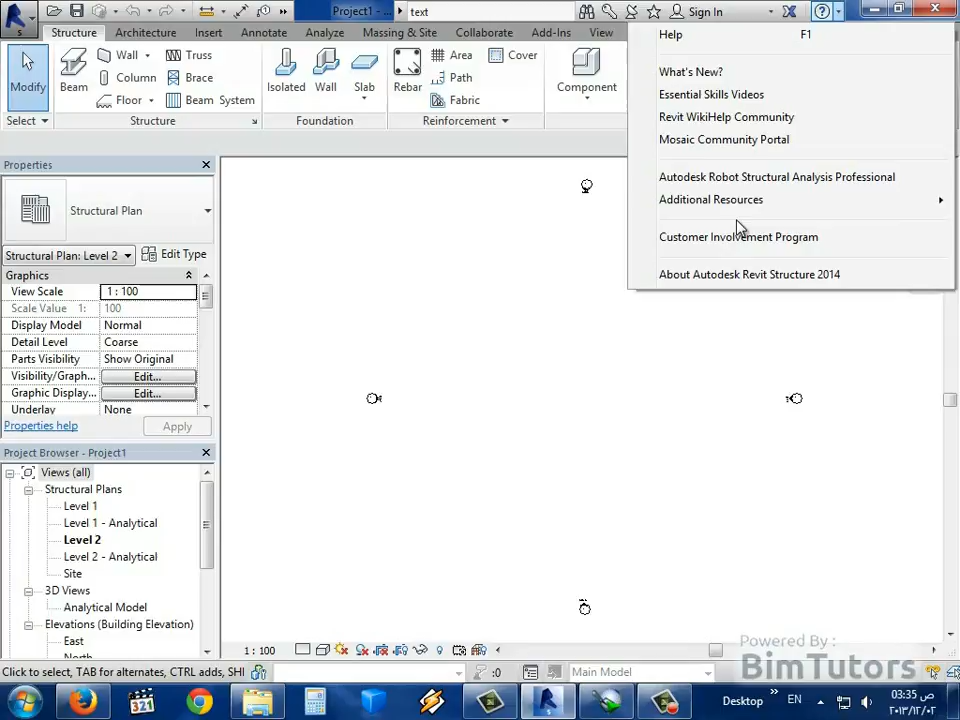 Project1 - ...
text
Sign In
Structure
Architecture
Insert
Annotate
Analyze
Massing & Site
Collaborate
Add-Ins
View
Modify
Select
Beam
Wall
Column
Floor
Truss
Brace
Beam System
Structure
Isolated
Wall
Slab
Foundation
Rebar
Area
Path
Fabric
Cover
Reinforcement
Component
Help F1
What's New?
Essential Skills Videos
Revit WikiHelp Community
Mosaic Community Portal
Autodesk Robot Structural Analysis Professional
Additional Resources
Customer Involvement Program
About Autodesk Revit Structure 2014
Properties
Structural Plan
Structural Plan: Level 2
Edit Type
Graphics
View Scale 1 : 100
Scale Value 1: 100
Display Model Normal
Detail Level Coarse
Parts Visibility Show Original
Visibility/Graph... Edit...
Graphic Display... Edit...
Underlay None
Properties help
Apply
Project Browser - Project1
Views (all)
Structural Plans
Level 1
Level 1 - Analytical
Level 2
Level 2 - Analytical
Site
3D Views
Analytical Model
Elevations (Building Elevation)
East
North
1 : 100
Powered By :
BimTutors
Click to select, TAB for alternates, CTRL adds, SHI
:0
Main Model
321
Desktop
EN
03:35 ص
٢٠١٣/١٢/٠٢